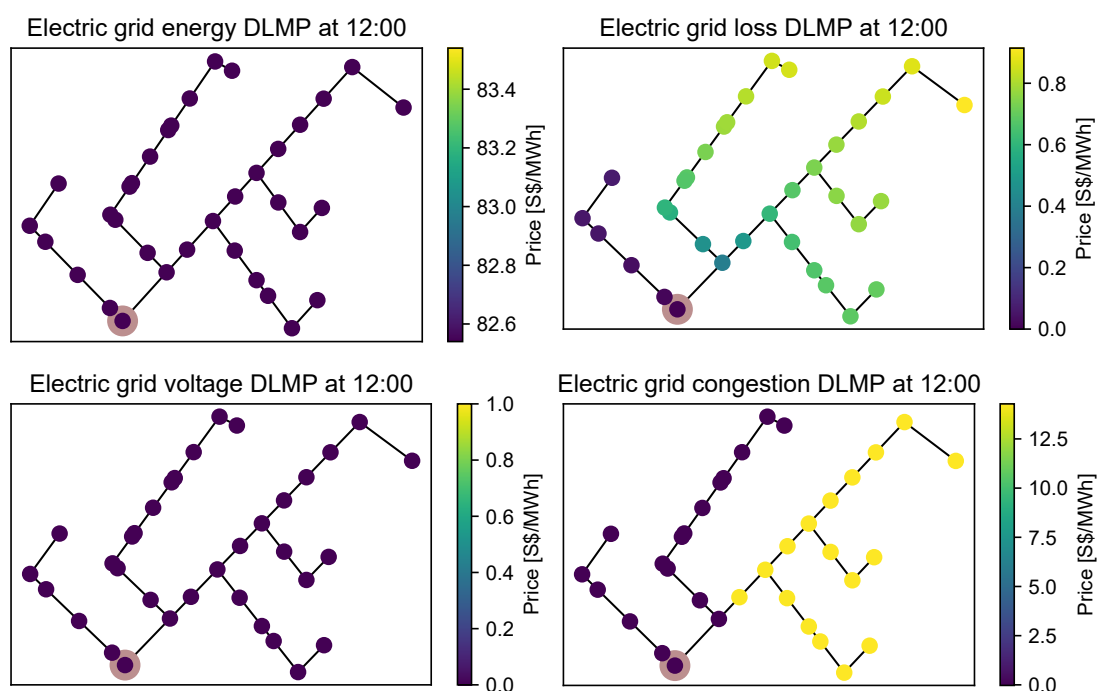 Electric grid energy DLMP at 12:00
83.4
83.2
83.0
82.8
82.6
Price [S$/MWh]
Electric grid loss DLMP at 12:00
0.8
0.6
0.4
0.2
0.0
Price [S$/MWh]
Electric grid voltage DLMP at 12:00
1.0
0.8
0.6
0.4
0.2
0.0
Price [S$/MWh]
Electric grid congestion DLMP at 12:00
12.5
10.0
7.5
5.0
2.5
0.0
Price [S$/MWh]